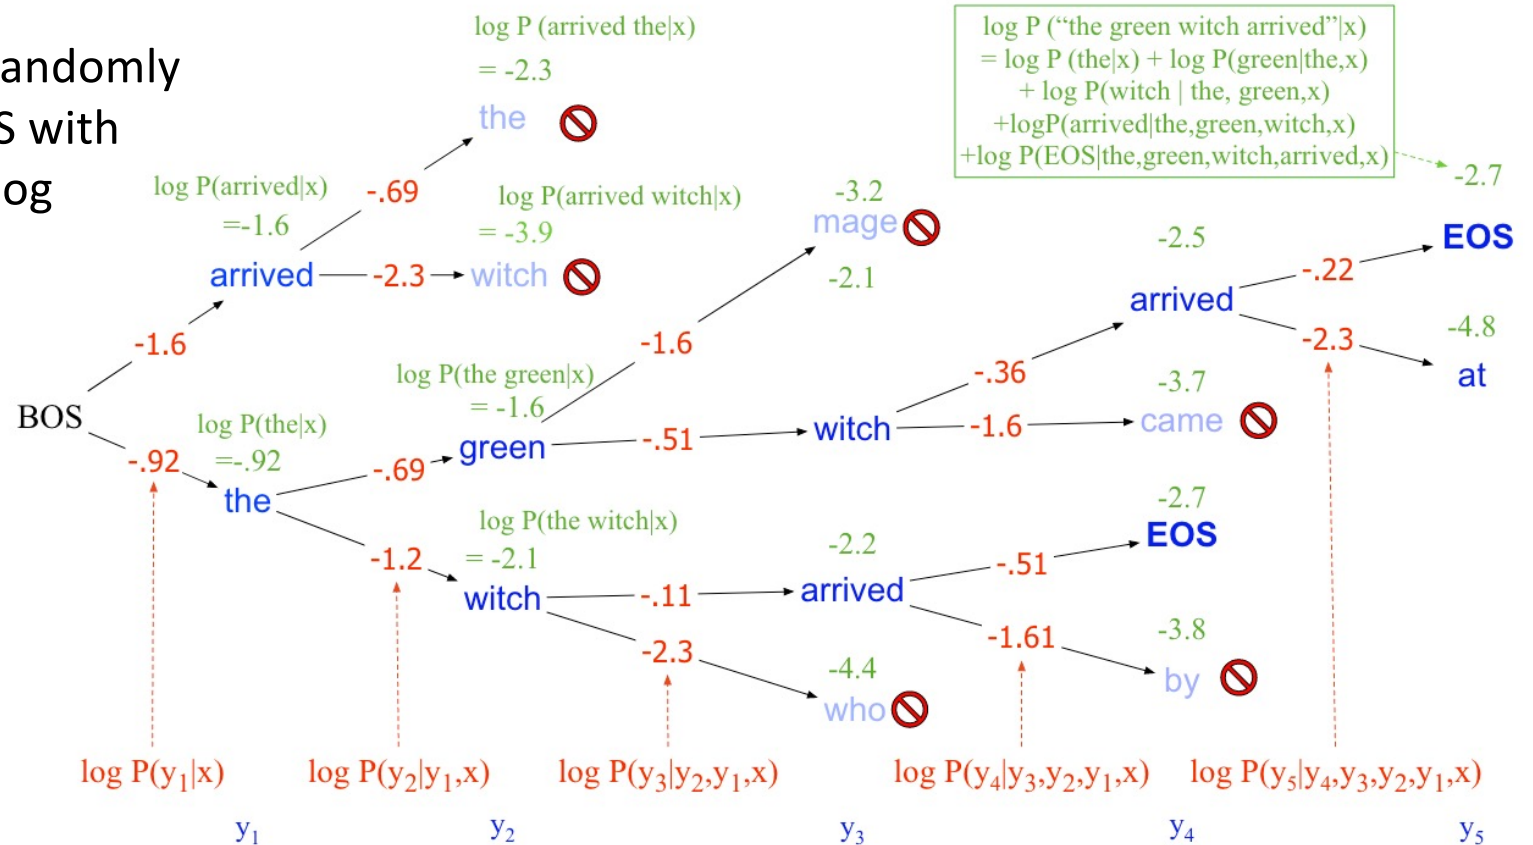 andomly
S with
og
log P (arrived the|x)
= -2.3
the
-.69
log P(arrived|x)
=-1.6
arrived
log P(arrived witch|x)
= -3.9
-2.3
witch
-1.6
BOS
-.92
log P(the|x)
=-.92
the
log P(the green|x)
= -1.6
-.69
green
-1.2
log P(the witch|x)
= -2.1
witch
-3.2
mage
-1.6
-2.1
-.51
witch
-.11
-2.2
arrived
-2.3
-4.4
who
log P (“the green witch arrived”|x)
= log P (the|x) + log P(green|the,x)
+ log P(witch | the, green,x)
+logP(arrived|the,green,witch,x)
+log P(EOS|the,green,witch,arrived,x)
-2.5
arrived
-.36
-3.7
-1.6
came
-2.7
EOS
-.51
-1.61
-3.8
by
-2.7
EOS
-.22
-2.3
-4.8
at
log P(y₁|x) log P(y₂|y₁,x) log P(y₃|y₂,y₁,x) log P(y₄|y₃,y₂,y₁,x) log P(y₅|y₄,y₃,y₂,y₁,x)
y₁ y₂ y₃ y₄ y₅